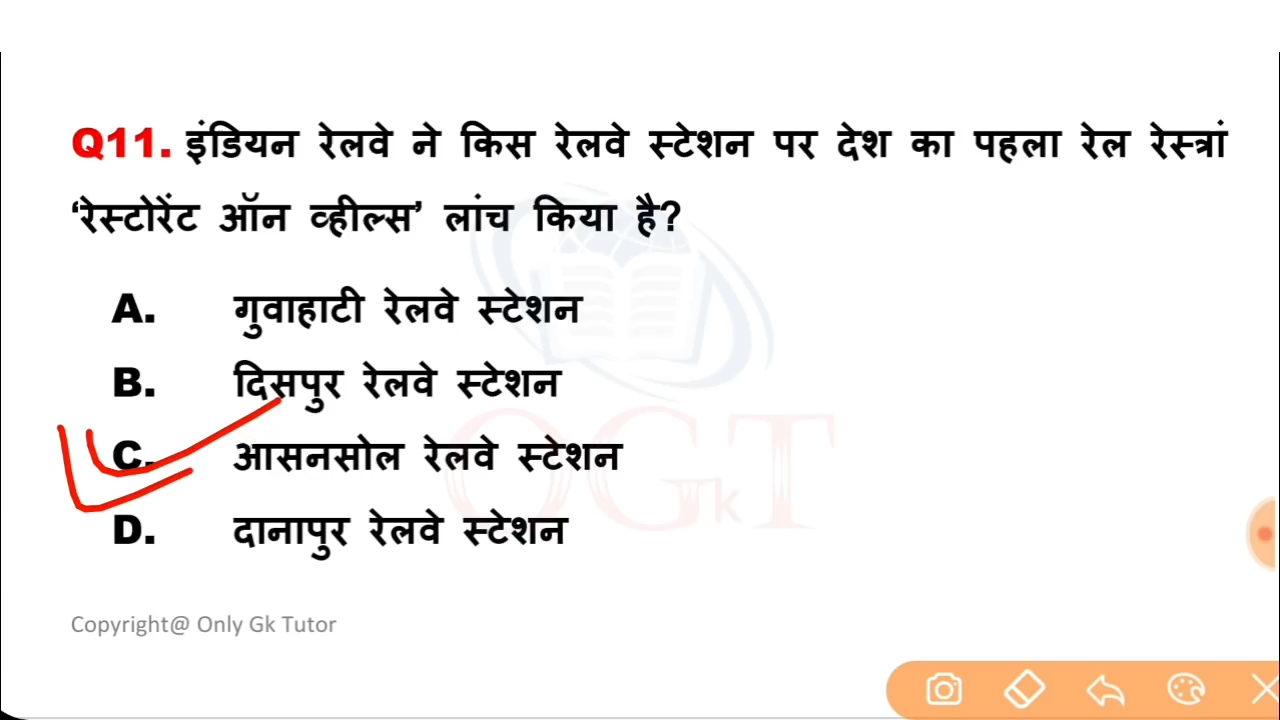 Q11. इंडियन रेलवे ने किस रेलवे स्टेशन पर देश का पहला रेल रेस्त्रां
‘रेस्टोरेंट ऑन व्हील्स’ लांच किया है?
A. गुवाहाटी रेलवे स्टेशन
B. दिसपुर रेलवे स्टेशन
C. आसनसोल रेलवे स्टेशन
D. दानापुर रेलवे स्टेशन
OGkT
Copyright@ Only Gk Tutor